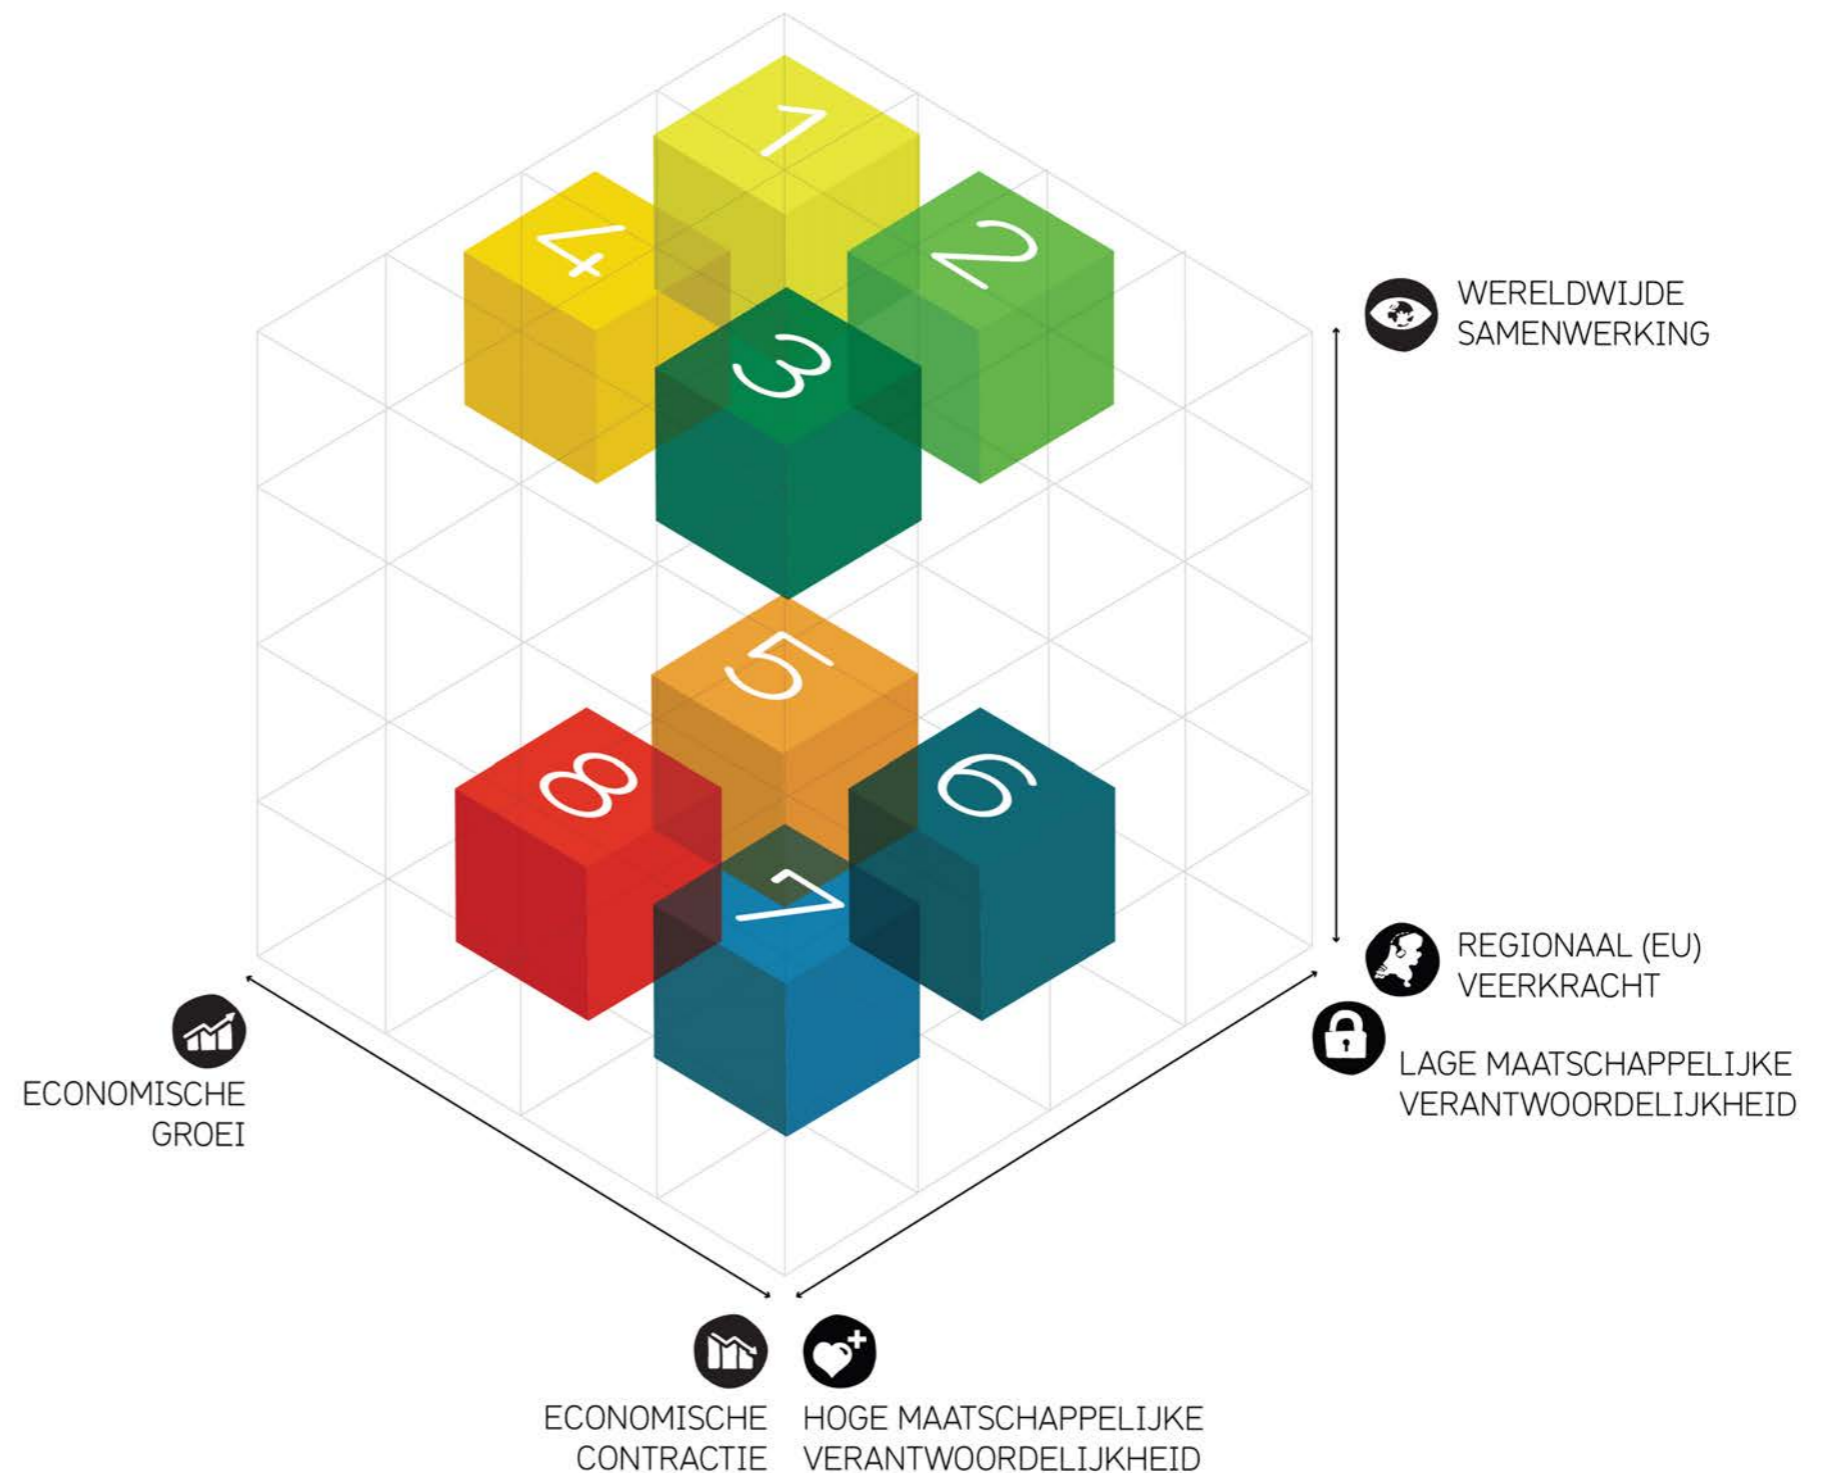 1
4
2
3
5
8
6
7
WERELDWIJDE
SAMENWERKING
REGIONAAL (EU)
VEERKRACHT
LAGE MAATSCHAPPELIJKE
VERANTWOORDELIJKHEID
ECONOMISCHE
GROEI
ECONOMISCHE
CONTRACTIE
HOGE MAATSCHAPPELIJKE
VERANTWOORDELIJKHEID